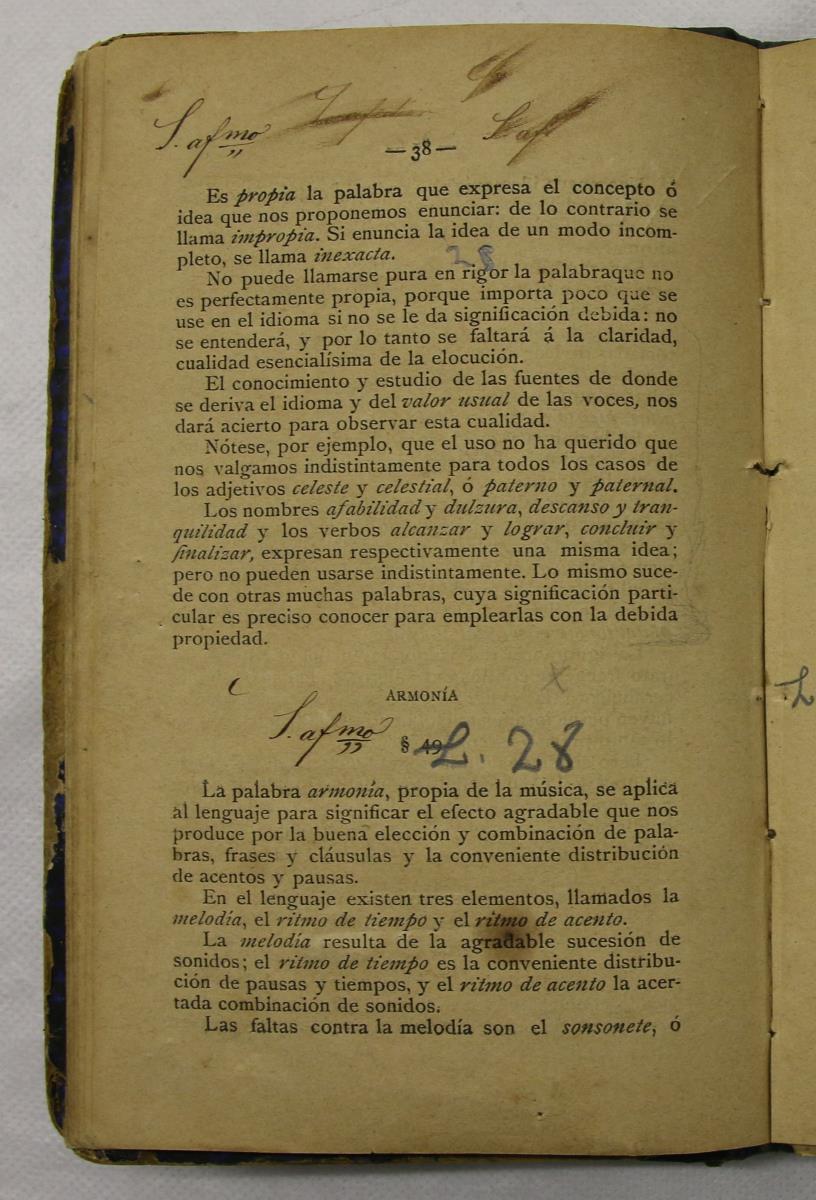 S. afmo
S. af
— 38 —
Es propia la palabra que expresa el concepto ó
idea que nos proponemos enunciar: de lo contrario se
llama impropia. Si enuncia la idea de un modo incom-
pleto, se llama inexacta.
28
No puede llamarse pura en rigor la palabraque no
es perfectamente propia, porque importa poco que se
use en el idioma si no se le da significación debida: no
se entenderá, y por lo tanto se faltará á la claridad,
cualidad esencialísima de la elocución.
El conocimiento y estudio de las fuentes de donde
se deriva el idioma y del valor usual de las voces, nos
dará acierto para observar esta cualidad.
Nótese, por ejemplo, que el uso no ha querido que
nos valgamos indistintamente para todos los casos de
los adjetivos celeste y celestial, ó paterno y paternal.
Los nombres afabilidad y dulzura, descanso y tran-
quilidad y los verbos alcanzar y lograr, concluir y
finalizar, expresan respectivamente una misma idea;
pero no pueden usarse indistintamente. Lo mismo suce-
de con otras muchas palabras, cuya significación parti-
cular es preciso conocer para emplearlas con la debida
propiedad.
ARMONÍA
S. afmo
§ 49 L. 28
La palabra armonía, propia de la música, se aplica
al lenguaje para significar el efecto agradable que nos
produce por la buena elección y combinación de pala-
bras, frases y cláusulas y la conveniente distribución
de acentos y pausas.
En el lenguaje existen tres elementos, llamados la
melodía, el ritmo de tiempo y el ritmo de acento.
La melodía resulta de la agradable sucesión de
sonidos; el ritmo de tiempo es la conveniente distribu-
ción de pausas y tiempos, y el ritmo de acento la acer-
tada combinación de sonidos.
Las faltas contra la melodía son el sonsonete, ó
L